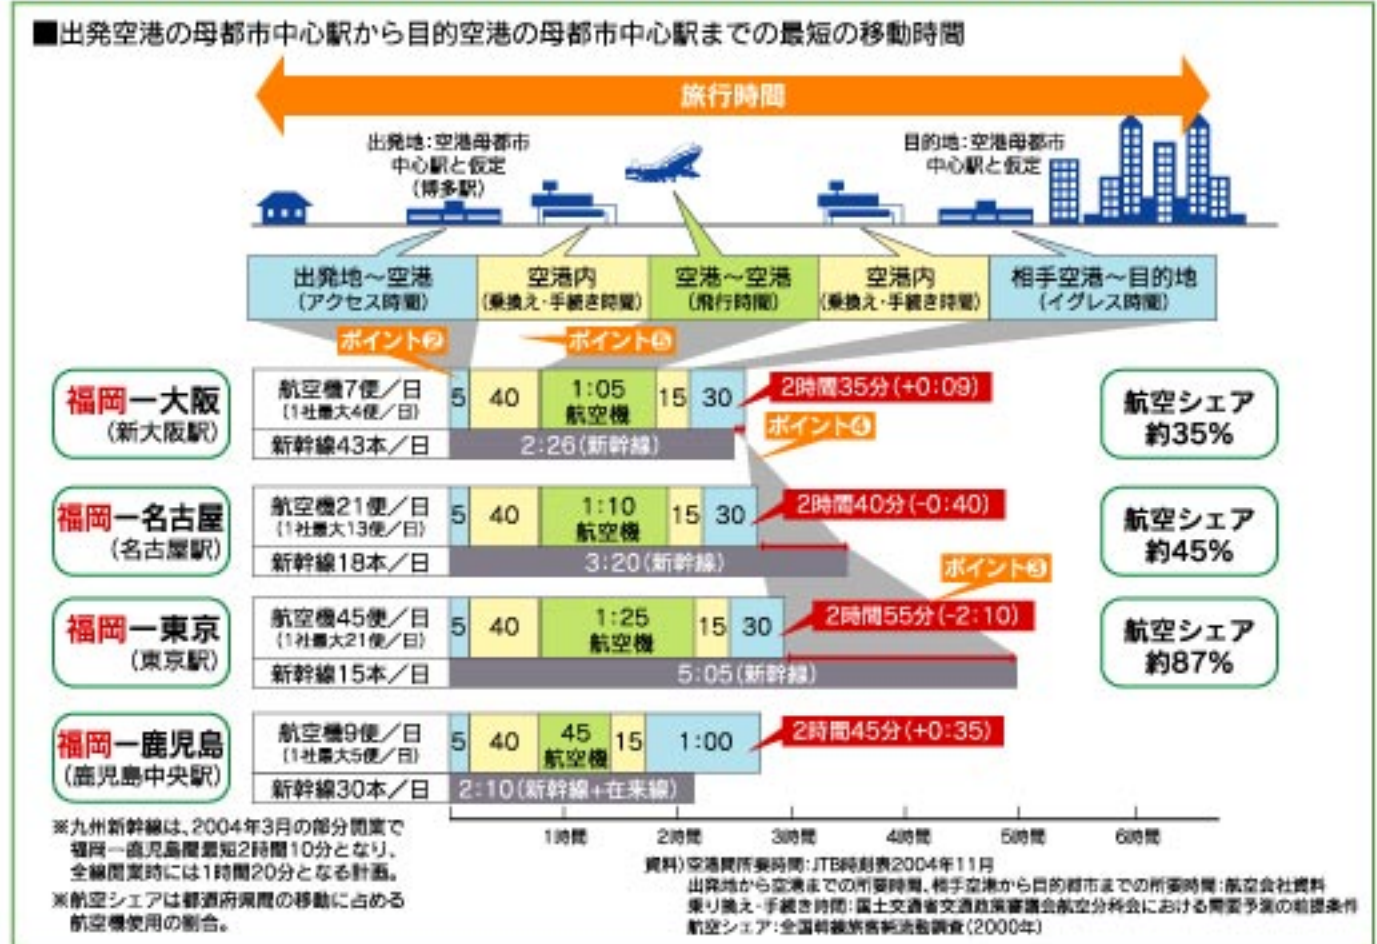 ■出発空港の母都市中心駅から目的空港の母都市中心駅までの最短の移動時間
旅行時間
出発地：空港母都市
中心駅と仮定
（博多駅）
目的地：空港母都市
中心駅と仮定
出発地～空港
（アクセス時間）
空港内
（乗換え・手続き時間）
空港～空港
（飛行時間）
空港内
（乗換え・手続き時間）
相手空港～目的地
（イグレス時間）
ポイント❷
ポイント❺
福岡ー大阪
（新大阪駅）
航空機7便／日
（1社最大4便／日）
5 40 1:05 15 30
航空機
2時間35分（+0:09）
新幹線43本／日
2:26（新幹線）
航空シェア
約35%
ポイント❹
福岡ー名古屋
（名古屋駅）
航空機21便／日
（1社最大13便／日）
5 40 1:10 15 30
航空機
2時間40分（-0:40）
新幹線18本／日
3:20（新幹線）
航空シェア
約45%
ポイント❸
福岡ー東京
（東京駅）
航空機45便／日
（1社最大21便／日）
5 40 1:25 15 30
航空機
2時間55分（-2:10）
新幹線15本／日
5:05（新幹線）
航空シェア
約87%
福岡ー鹿児島
（鹿児島中央駅）
航空機9便／日
（1社最大5便／日）
5 40 45 15 1:00
航空機
2時間45分（+0:35）
新幹線30本／日
2:10（新幹線+在来線）
1時間 2時間 3時間 4時間 5時間 6時間
※九州新幹線は、2004年3月の部分開業で
福岡ー鹿児島間最短2時間10分となり、
全線開業時には1時間20分となる計画。
※航空シェアは都道府県間の移動に占める
航空機使用の割合。
資料）空港間所要時間：JTB時刻表2004年11月
出発地から空港までの所要時間、相手空港から目的都市までの所要時間：航空会社資料
乗り換え・手続き時間：国土交通省交通政策審議会航空分科会における需要予測の前提条件
航空シェア：全国幹線旅客純流動調査（2000年）